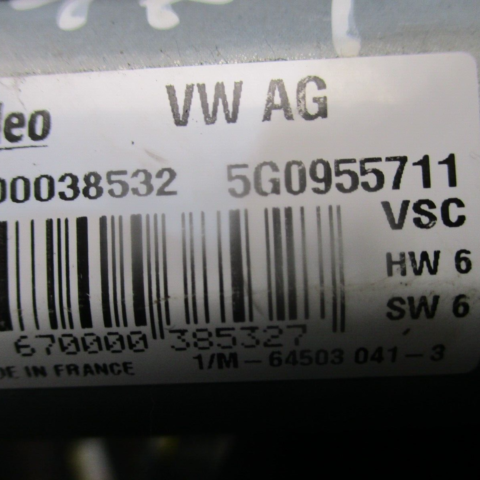 leo VW AG
00038532 5G0955711
VSC
HW 6
SW 6
670000 385327
1/M-64503 041-3
DE IN FRANCE